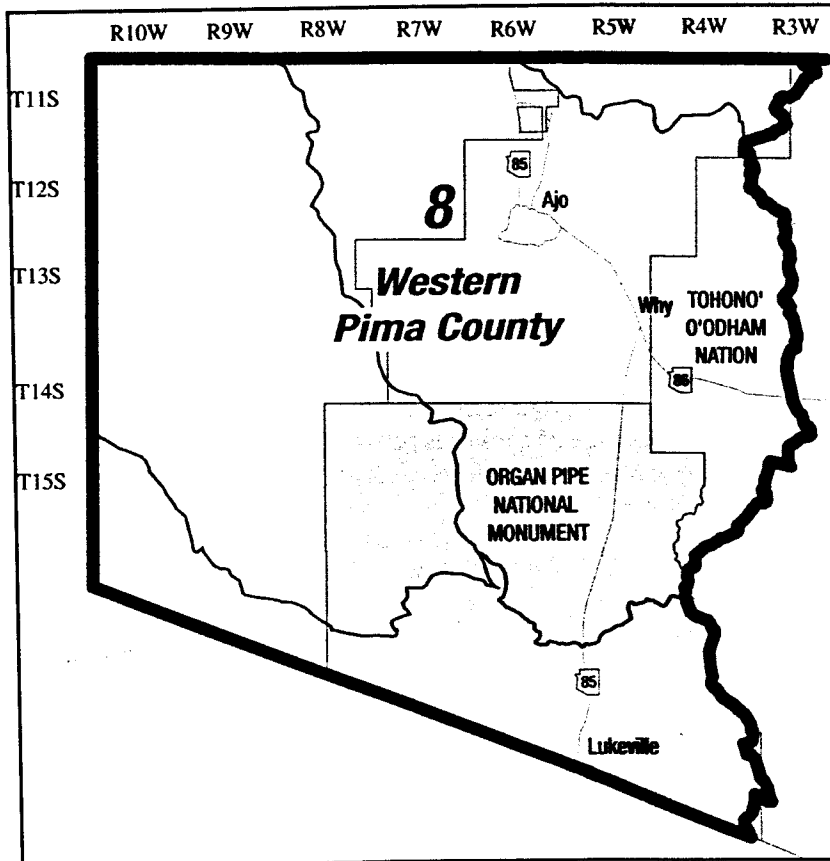 R10W R9W R8W R7W R6W R5W R4W R3W
T11S
85
T12S
8
Ajo
T13S
Western
Pima County
Why
TOHONO'
O'ODHAM
NATION
86
T14S
T15S
ORGAN PIPE
NATIONAL
MONUMENT
85
Lukeville